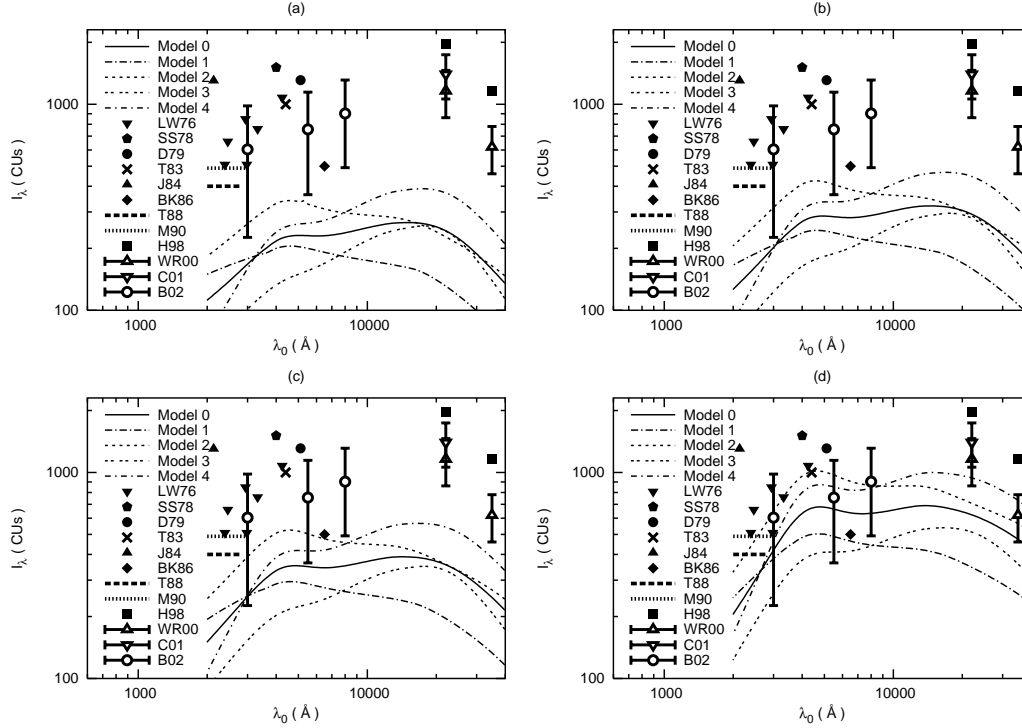 (a)
I_λ ( CUs )
1000
100
Model 0
Model 1
Model 2
Model 3
Model 4
LW76
SS78
D79
T83
J84
BK86
T88
M90
H98
WR00
C01
B02
1000
10000
λ_0 ( Å )
(b)
I_λ ( CUs )
1000
100
Model 0
Model 1
Model 2
Model 3
Model 4
LW76
SS78
D79
T83
J84
BK86
T88
M90
H98
WR00
C01
B02
1000
10000
λ_0 ( Å )
(c)
I_λ ( CUs )
1000
100
Model 0
Model 1
Model 2
Model 3
Model 4
LW76
SS78
D79
T83
J84
BK86
T88
M90
H98
WR00
C01
B02
1000
10000
λ_0 ( Å )
(d)
I_λ ( CUs )
1000
100
Model 0
Model 1
Model 2
Model 3
Model 4
LW76
SS78
D79
T83
J84
BK86
T88
M90
H98
WR00
C01
B02
1000
10000
λ_0 ( Å )